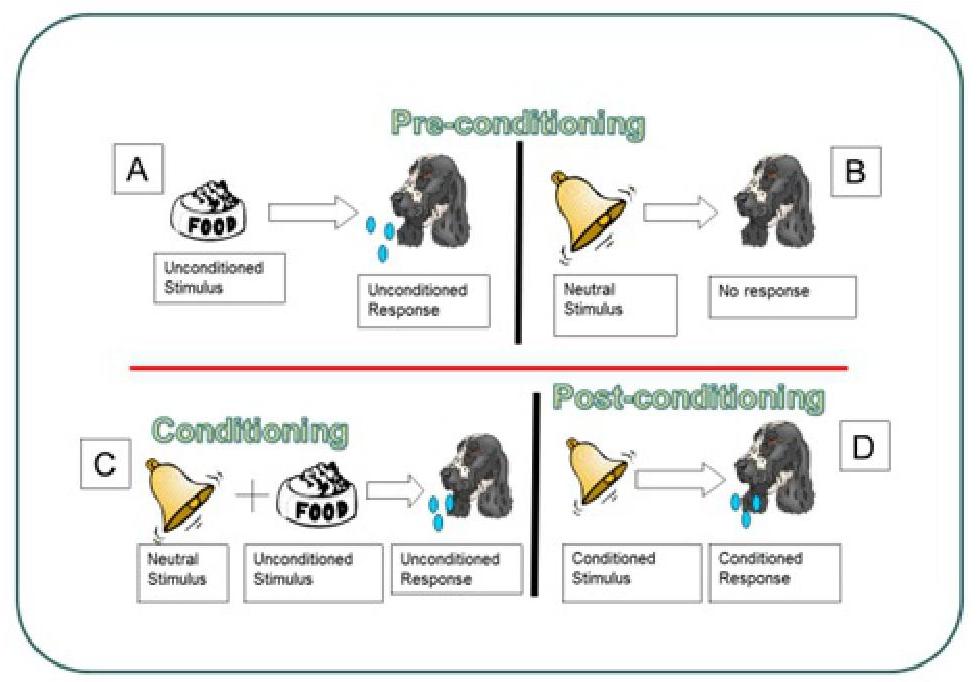 Pre-conditioning
A
FOOD
Unconditioned
Stimulus
Unconditioned
Response
B
Neutral
Stimulus
No response
Conditioning
C
FOOD
Neutral
Stimulus
Unconditioned
Stimulus
Unconditioned
Response
Post-conditioning
D
Conditioned
Stimulus
Conditioned
Response